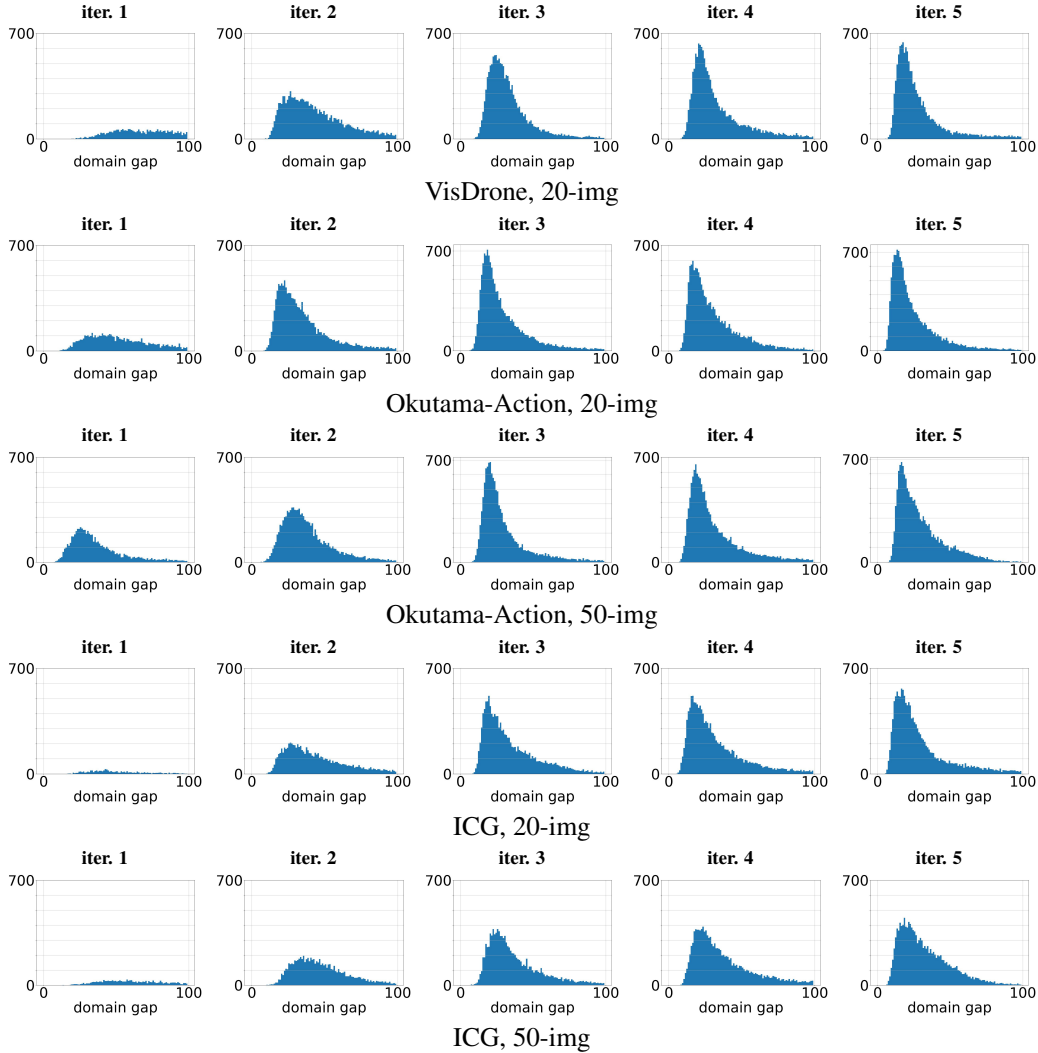 iter. 1 iter. 2 iter. 3 iter. 4 iter. 5
700 700 700 700 700
0 0 0 0 0
0 100 0 100 0 100 0 100 0 100
domain gap domain gap domain gap domain gap domain gap
VisDrone, 20-img
iter. 1 iter. 2 iter. 3 iter. 4 iter. 5
700 700 700 700 700
0 0 0 0 0
0 100 0 100 0 100 0 100 0 100
domain gap domain gap domain gap domain gap domain gap
Okutama-Action, 20-img
iter. 1 iter. 2 iter. 3 iter. 4 iter. 5
700 700 700 700 700
0 0 0 0 0
0 100 0 100 0 100 0 100 0 100
domain gap domain gap domain gap domain gap domain gap
Okutama-Action, 50-img
iter. 1 iter. 2 iter. 3 iter. 4 iter. 5
700 700 700 700 700
0 0 0 0 0
0 100 0 100 0 100 0 100 0 100
domain gap domain gap domain gap domain gap domain gap
ICG, 20-img
iter. 1 iter. 2 iter. 3 iter. 4 iter. 5
700 700 700 700 700
0 0 0 0 0
0 100 0 100 0 100 0 100 0 100
domain gap domain gap domain gap domain gap domain gap
ICG, 50-img